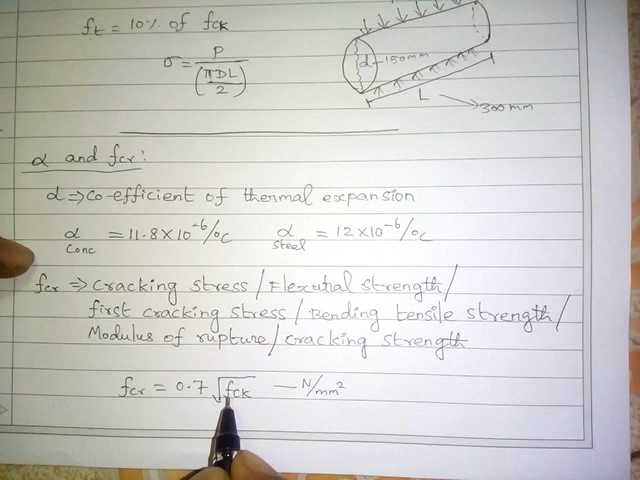 ft = 10% of fck
σ = P / (πDL / 2)
d-150mm
L
300 mm
α and fcr:
α ⇒ co-efficient of thermal expansion
α conc = 11.8×10^-6/°C α steel = 12×10^-6/°C
fcr ⇒ cracking stress / Flexutral strength /
first cracking stress / Bending tensile strength /
Modulus of rupture / cracking strength
fcr = 0.7 √fck — N/mm²